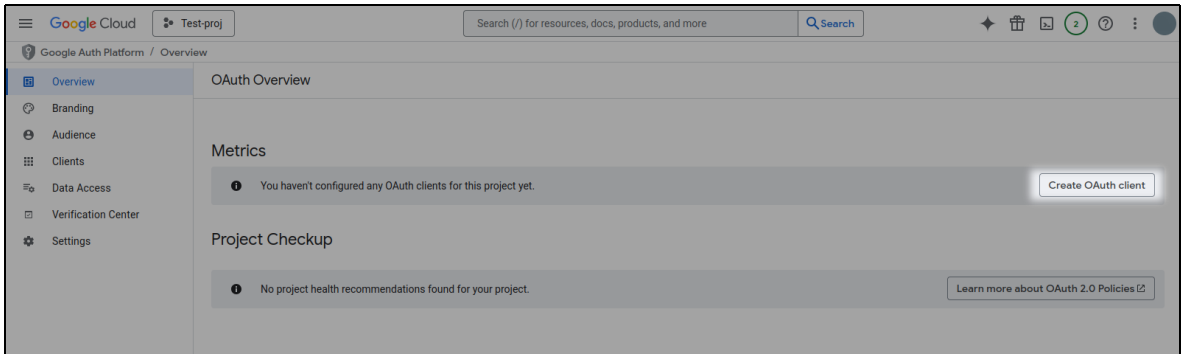 Google Cloud Test-proj Search (/) for resources, docs, products, and more Search 2
Google Auth Platform / Overview
Overview
Branding
Audience
Clients
Data Access
Verification Center
Settings
OAuth Overview
Metrics
You haven't configured any OAuth clients for this project yet. Create OAuth client
Project Checkup
No project health recommendations found for your project. Learn more about OAuth 2.0 Policies